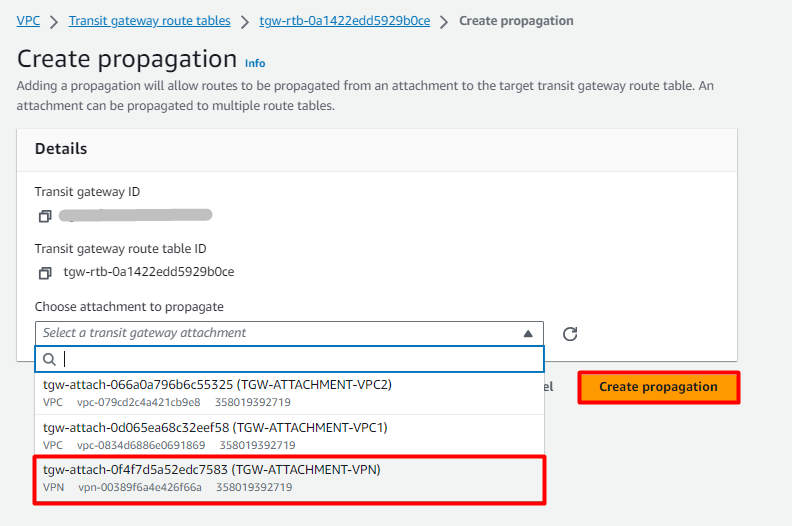 VPC > Transit gateway route tables > tgw-rtb-0a1422edd5929b0ce > Create propagation
Create propagation Info
Adding a propagation will allow routes to be propagated from an attachment to the target transit gateway route table. An
attachment can be propagated to multiple route tables.
Details
Transit gateway ID
Transit gateway route table ID
tgw-rtb-0a1422edd5929b0ce
Choose attachment to propagate
Select a transit gateway attachment
tgw-attach-066a0a796b6c55325 (TGW-ATTACHMENT-VPC2)
VPC vpc-079cd2c4a421cb9e8 358019392719
tgw-attach-0d065ea68c32eef58 (TGW-ATTACHMENT-VPC1)
VPC vpc-0834d6886e0691869 358019392719
tgw-attach-0f4f7d5a52edc7583 (TGW-ATTACHMENT-VPN)
VPN vpn-00389f6a4e426f66a 358019392719
Create propagation